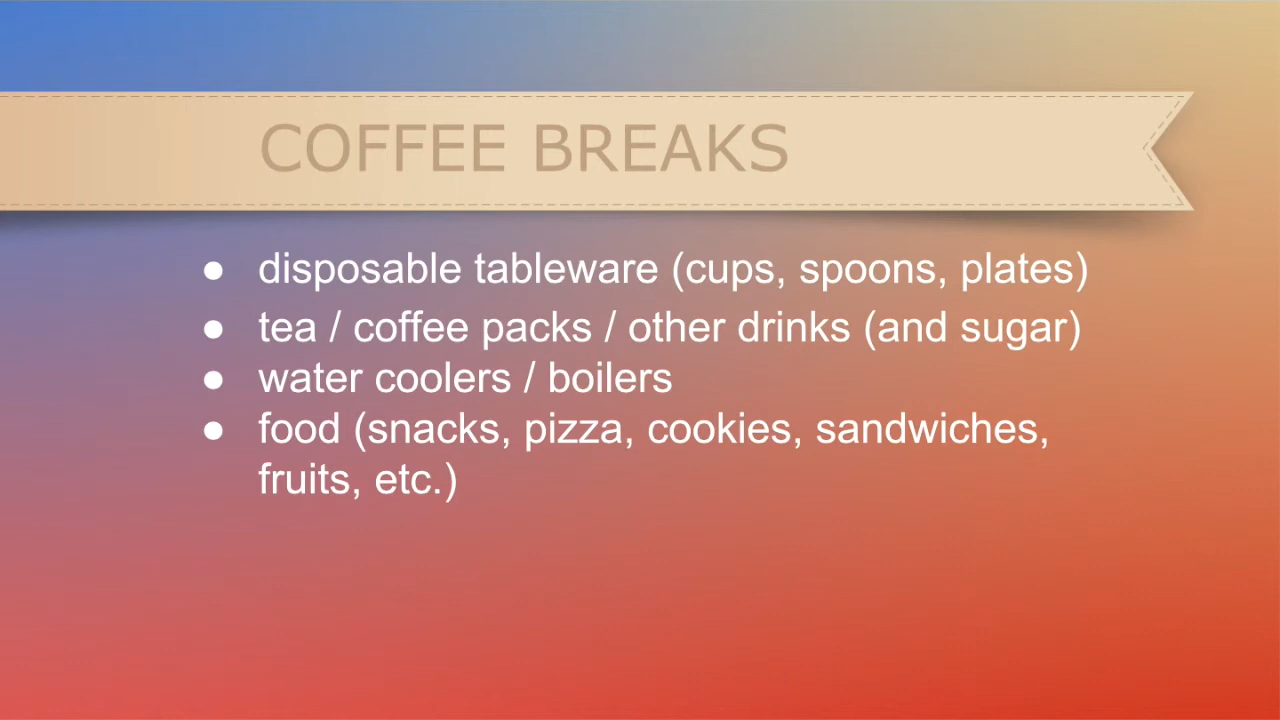 COFFEE BREAKS
● disposable tableware (cups, spoons, plates)
● tea / coffee packs / other drinks (and sugar)
● water coolers / boilers
● food (snacks, pizza, cookies, sandwiches,
fruits, etc.)